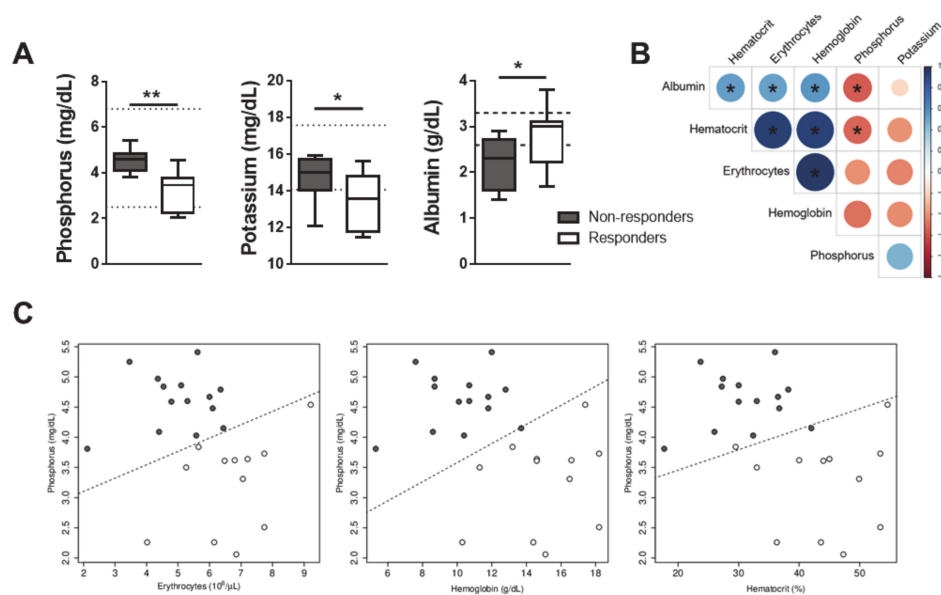 A
Phosphorus (mg/dL)
8
6
4
2
0
**
Potassium (mg/dL)
20
18
16
14
12
10
*
Albumin (g/dL)
4
3
2
1
0
*
Non-responders
Responders
B
Hematocrit
Erythrocytes
Hemoglobin
Phosphorus
Potassium
Albumin
* * * *
Hematocrit
* * *
Erythrocytes
*
Hemoglobin
Phosphorus
C
Phosphorus (mg/dL)
5.5
5.0
4.5
4.0
3.5
3.0
2.5
2.0
2 3 4 5 6 7 8 9
Erythrocytes (10⁶/μL)
Phosphorus (mg/dL)
5.5
5.0
4.5
4.0
3.5
3.0
2.5
2.0
6 8 10 12 14 16 18
Hemoglobin (g/dL)
Phosphorus (mg/dL)
5.5
5.0
4.5
4.0
3.5
3.0
2.5
2.0
20 30 40 50
Hematocrit (%)